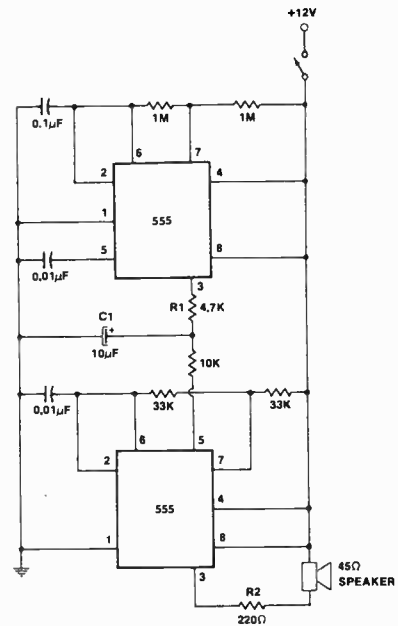 +12V
0.1µF
1M
1M
6
7
2
4
1
555
5
8
0.01µF
3
R1
4.7K
C1
+
10µF
10K
0.01µF
33K
33K
6
5
2
7
555
4
1
8
3
45Ω
SPEAKER
R2
220Ω